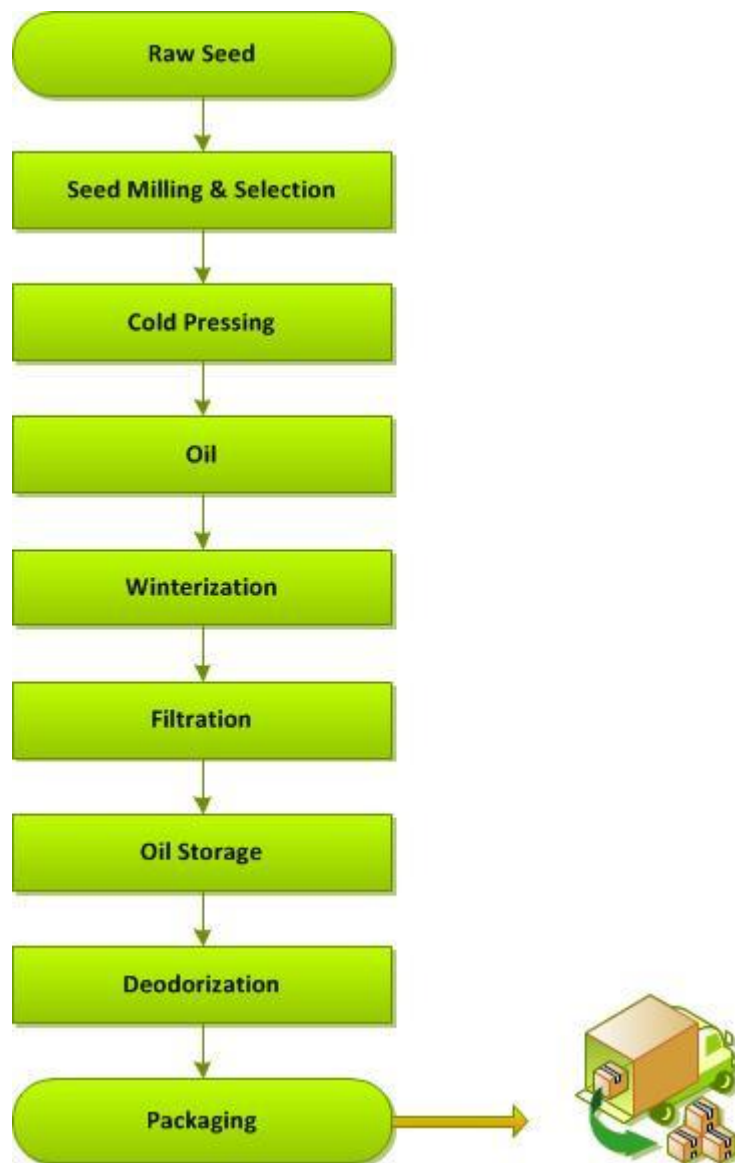 Raw Seed
Seed Milling & Selection
Cold Pressing
Oil
Winterization
Filtration
Oil Storage
Deodorization
Packaging